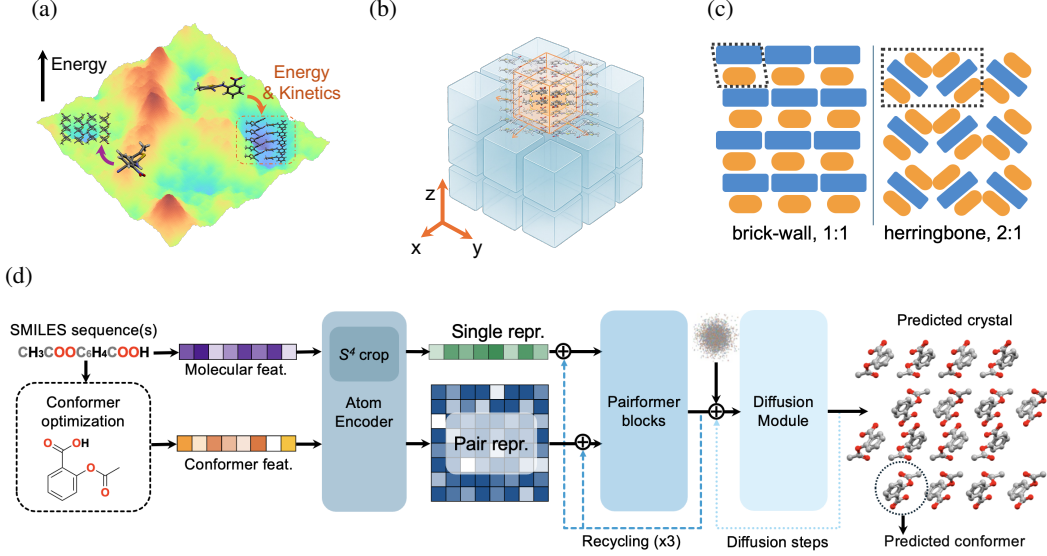 (a)
Energy
Energy
& Kinetics
(b)
z
x
y
(c)
brick-wall, 1:1
herringbone, 2:1
(d)
SMILES sequence(s)
CH3COOC6H4COOH
Molecular feat.
Conformer
optimization
O
OH
O
O
Conformer feat.
S⁴ crop
Atom
Encoder
Single repr.
Pair repr.
Pairformer
blocks
Recycling (x3)
Diffusion
Module
Diffusion steps
Predicted crystal
Predicted conformer